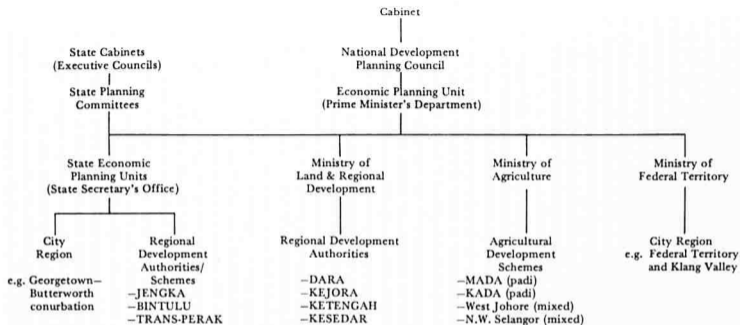 Cabinet
State Cabinets
(Executive Councils)
National Development
Planning Council
State Planning
Committees
Economic Planning Unit
(Prime Minister's Department)
State Economic
Planning Units
(State Secretary's Office)
Ministry of
Land & Regional
Development
Ministry of
Agriculture
Ministry of
Federal Territory
City
Region
e.g. Georgetown—
Butterworth
conurbation
Regional
Development
Authorities/
Schemes
—JENGKA
—BINTULU
—TRANS-PERAK
Regional Development
Authorities
—DARA
—KEJORA
—KETENGAH
—KESEDAR
Agricultural
Development
Schemes
—MADA (padi)
—KADA (padi)
—West Johore (mixed)
—N.W. Selangor (mixed)
City Region
e.g. Federal Territory
and Klang Valley